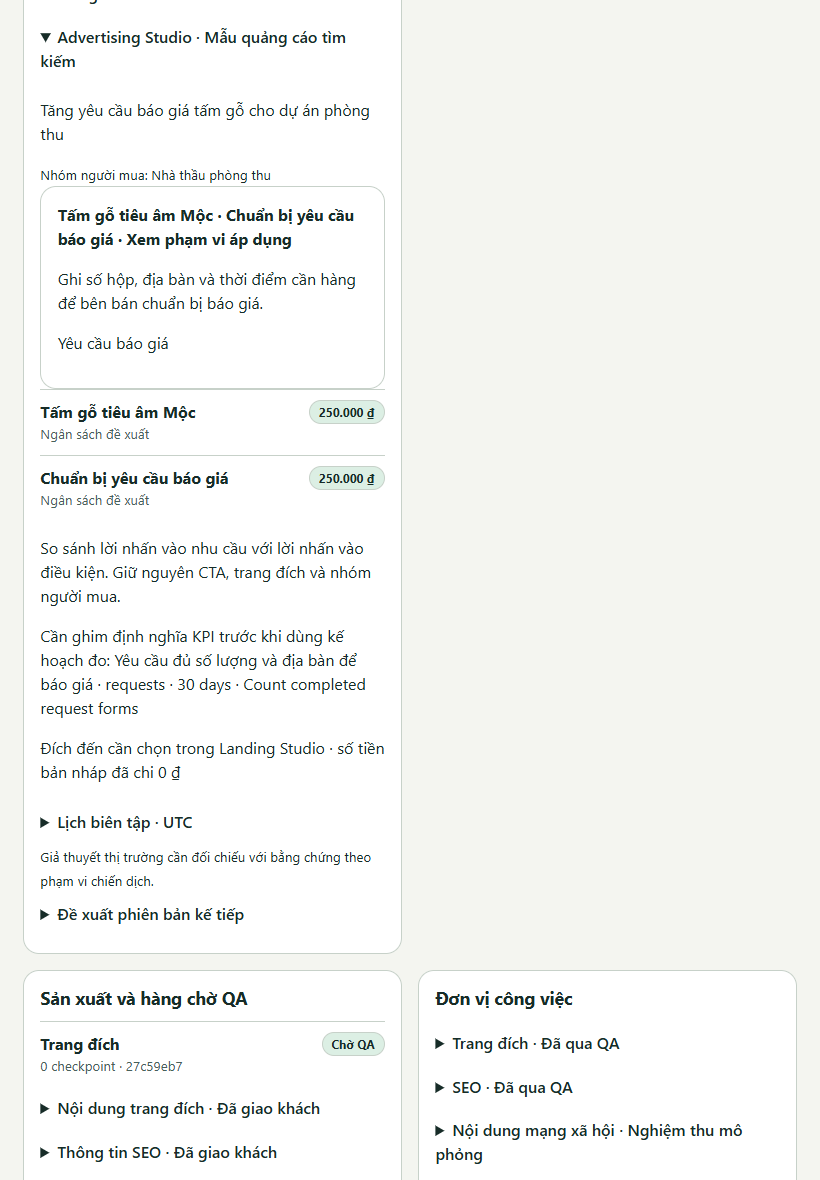 Advertising Studio · Mẫu quảng cáo tìm
kiếm
Tăng yêu cầu báo giá tấm gỗ cho dự án phòng
thu
Nhóm người mua: Nhà thầu phòng thu
Tấm gỗ tiêu âm Mộc · Chuẩn bị yêu cầu
báo giá · Xem phạm vi áp dụng
Ghi số hộp, địa bàn và thời điểm cần hàng
để bên bán chuẩn bị báo giá.
Yêu cầu báo giá
Tấm gỗ tiêu âm Mộc
250.000 ₫
Ngân sách đề xuất
Chuẩn bị yêu cầu báo giá
250.000 ₫
Ngân sách đề xuất
So sánh lời nhấn vào nhu cầu với lời nhấn vào
điều kiện. Giữ nguyên CTA, trang đích và nhóm
người mua.
Cần ghim định nghĩa KPI trước khi dùng kế
hoạch đo: Yêu cầu đủ số lượng và địa bàn để
báo giá · requests · 30 days · Count completed
request forms
Đích đến cần chọn trong Landing Studio · số tiền
bản nháp đã chi 0 ₫
Lịch biên tập · UTC
Giả thuyết thị trường cần đối chiếu với bằng chứng theo
phạm vi chiến dịch.
Đề xuất phiên bản kế tiếp
Sản xuất và hàng chờ QA
Trang đích
Chờ QA
0 checkpoint · 27c59eb7
Nội dung trang đích · Đã giao khách
Thông tin SEO · Đã giao khách
Đơn vị công việc
Trang đích · Đã qua QA
SEO · Đã qua QA
Nội dung mạng xã hội · Nghiệm thu mô
phỏng